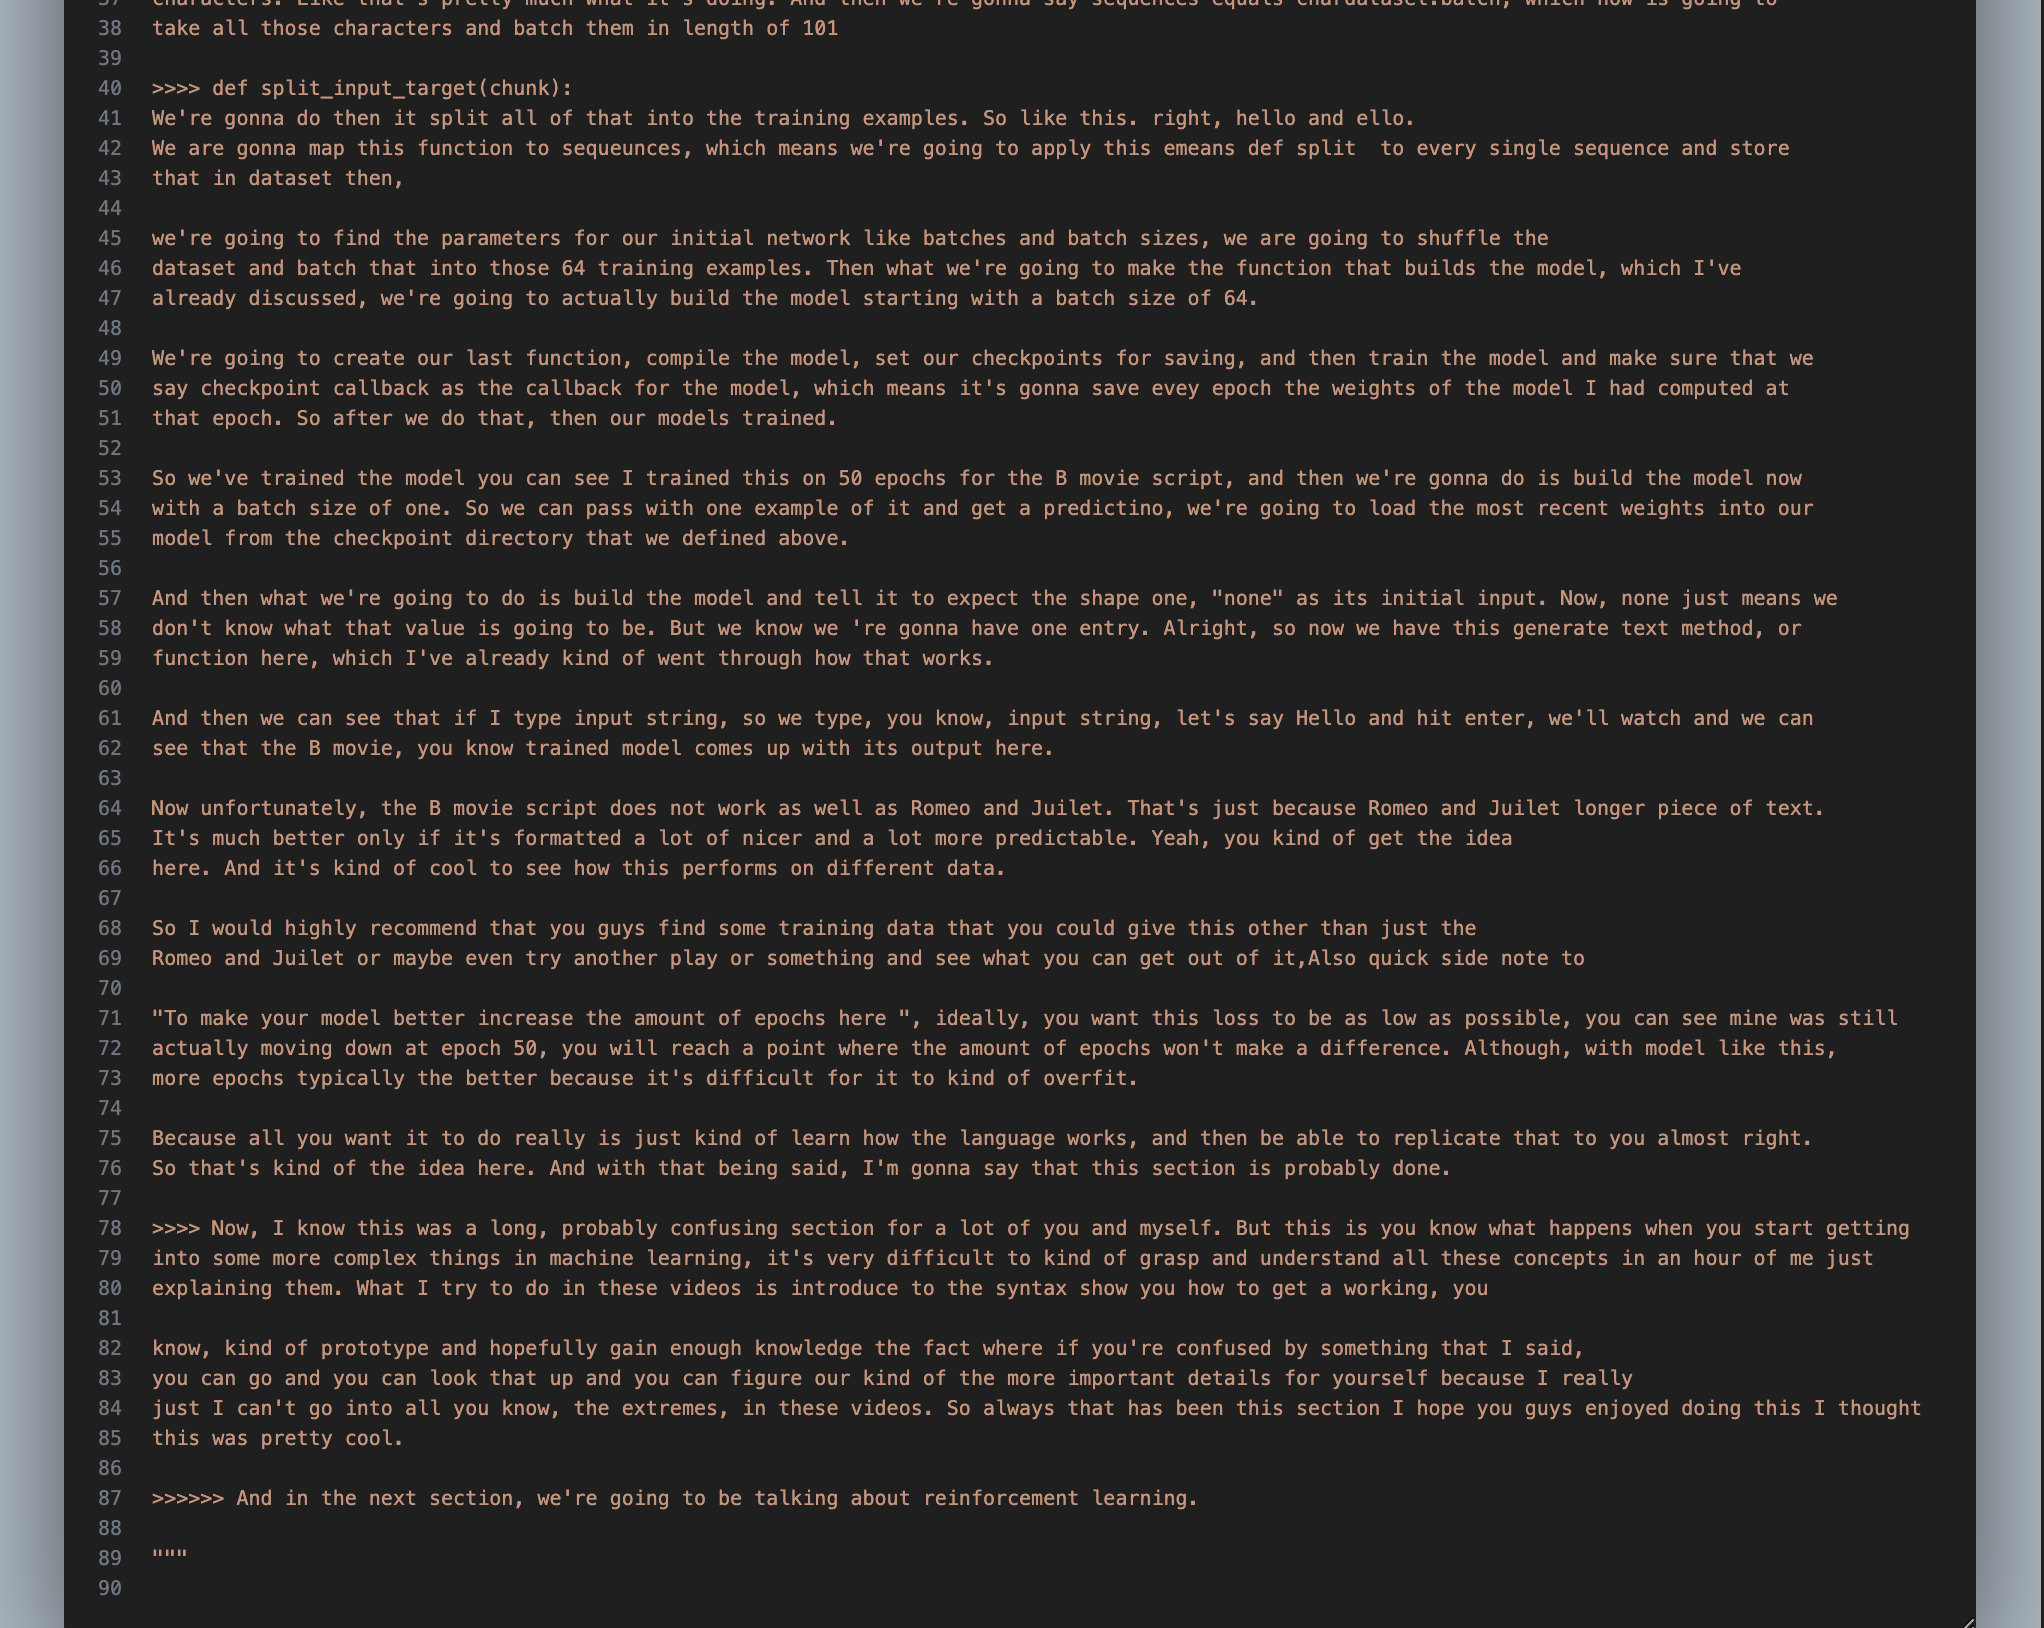 37 characters. Like that's pretty much what it's doing. And then we're gonna say sequences equals chardataset.batch, which now is going to
38 take all those characters and batch them in length of 101
39
40 >>>> def split_input_target(chunk):
41 We're gonna do then it split all of that into the training examples. So like this. right, hello and ello.
42 We are gonna map this function to sequeunces, which means we're going to apply this emeans def split  to every single sequence and store
43 that in dataset then,
44
45 we're going to find the parameters for our initial network like batches and batch sizes, we are going to shuffle the
46 dataset and batch that into those 64 training examples. Then what we're going to make the function that builds the model, which I've
47 already discussed, we're going to actually build the model starting with a batch size of 64.
48
49 We're going to create our last function, compile the model, set our checkpoints for saving, and then train the model and make sure that we
50 say checkpoint callback as the callback for the model, which means it's gonna save evey epoch the weights of the model I had computed at
51 that epoch. So after we do that, then our models trained.
52
53 So we've trained the model you can see I trained this on 50 epochs for the B movie script, and then we're gonna do is build the model now
54 with a batch size of one. So we can pass with one example of it and get a predictino, we're going to load the most recent weights into our
55 model from the checkpoint directory that we defined above.
56
57 And then what we're going to do is build the model and tell it to expect the shape one, "none" as its initial input. Now, none just means we
58 don't know what that value is going to be. But we know we 're gonna have one entry. Alright, so now we have this generate text method, or
59 function here, which I've already kind of went through how that works.
60
61 And then we can see that if I type input string, so we type, you know, input string, let's say Hello and hit enter, we'll watch and we can
62 see that the B movie, you know trained model comes up with its output here.
63
64 Now unfortunately, the B movie script does not work as well as Romeo and Juilet. That's just because Romeo and Juilet longer piece of text.
65 It's much better only if it's formatted a lot of nicer and a lot more predictable. Yeah, you kind of get the idea
66 here. And it's kind of cool to see how this performs on different data.
67
68 So I would highly recommend that you guys find some training data that you could give this other than just the
69 Romeo and Juilet or maybe even try another play or something and see what you can get out of it,Also quick side note to
70
71 "To make your model better increase the amount of epochs here ", ideally, you want this loss to be as low as possible, you can see mine was still
72 actually moving down at epoch 50, you will reach a point where the amount of epochs won't make a difference. Although, with model like this,
73 more epochs typically the better because it's difficult for it to kind of overfit.
74
75 Because all you want it to do really is just kind of learn how the language works, and then be able to replicate that to you almost right.
76 So that's kind of the idea here. And with that being said, I'm gonna say that this section is probably done.
77
78 >>>> Now, I know this was a long, probably confusing section for a lot of you and myself. But this is you know what happens when you start getting
79 into some more complex things in machine learning, it's very difficult to kind of grasp and understand all these concepts in an hour of me just
80 explaining them. What I try to do in these videos is introduce to the syntax show you how to get a working, you
81
82 know, kind of prototype and hopefully gain enough knowledge the fact where if you're confused by something that I said,
83 you can go and you can look that up and you can figure our kind of the more important details for yourself because I really
84 just I can't go into all you know, the extremes, in these videos. So always that has been this section I hope you guys enjoyed doing this I thought
85 this was pretty cool.
86
87 >>>>>> And in the next section, we're going to be talking about reinforcement learning.
88
89 """
90